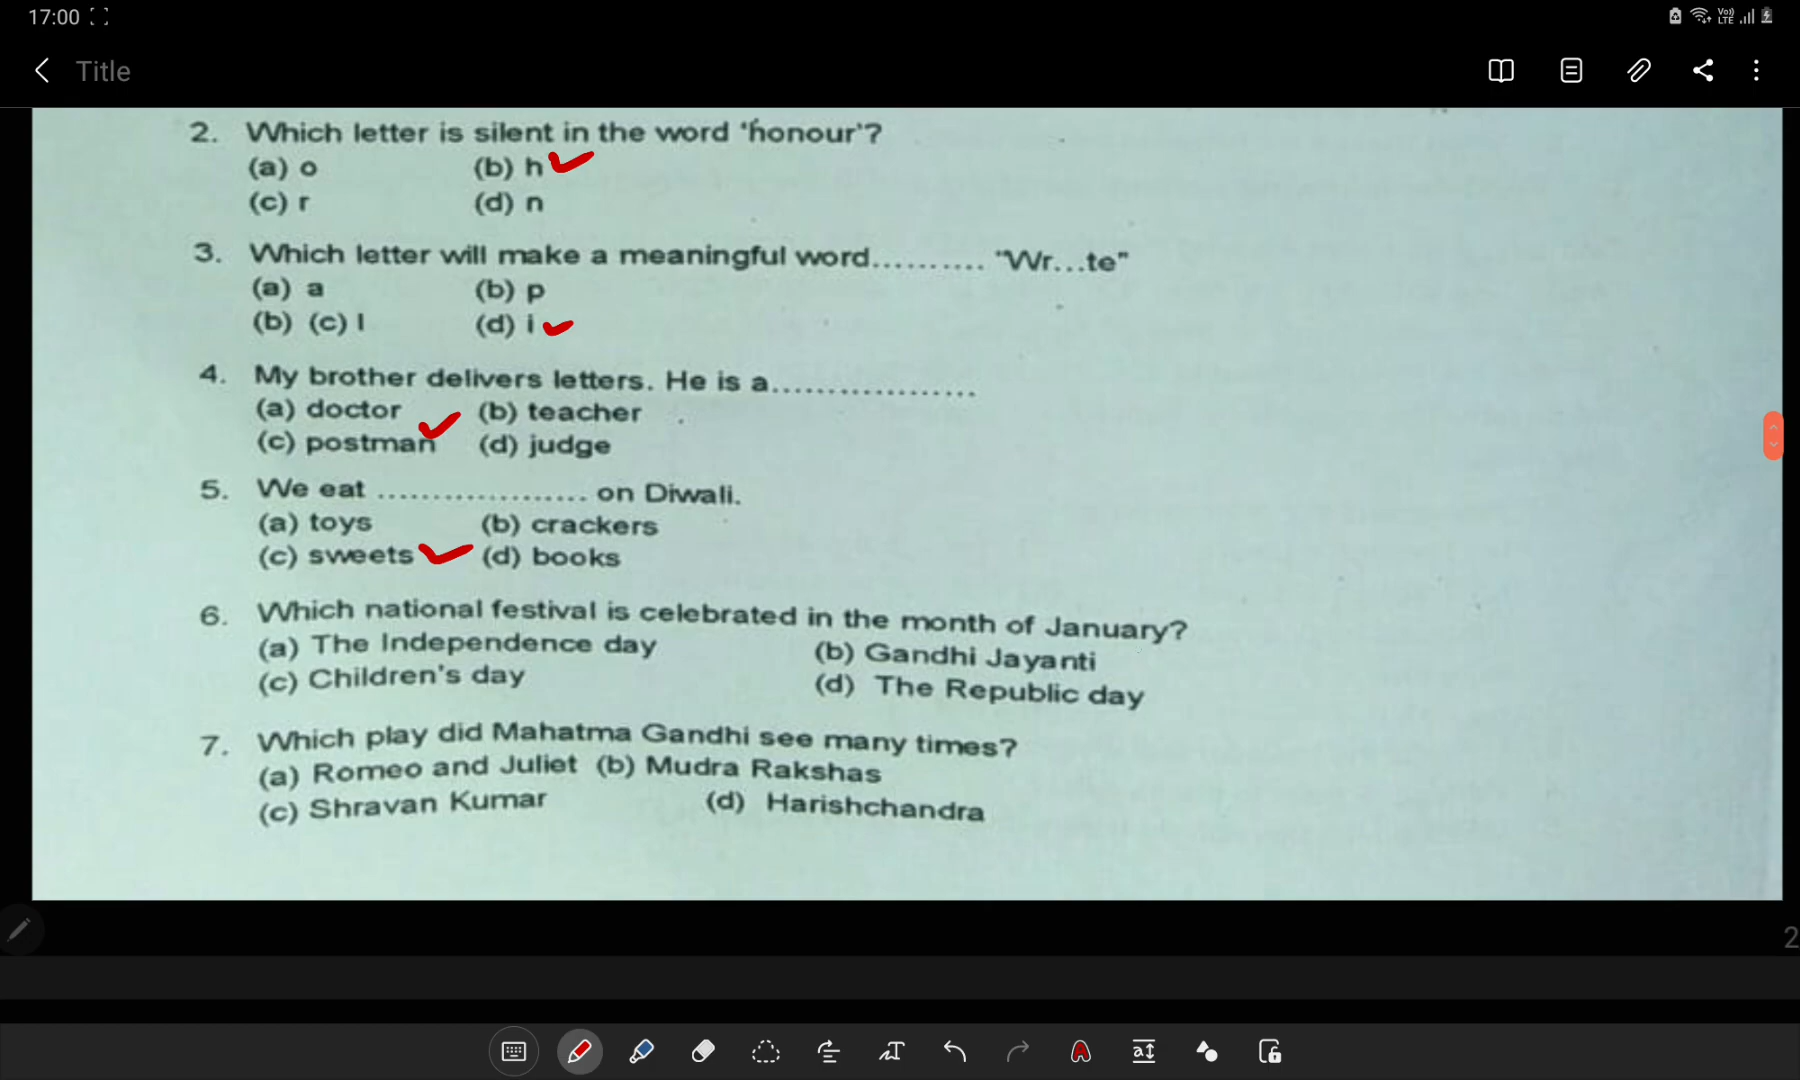 17:00
Title
2. Which letter is silent in the word 'honour'?
(a) o (b) h
(c) r (d) n
3. Which letter will make a meaningful word.......... "Wr...te"
(a) a (b) p
(b) (c) l (d) i
4. My brother delivers letters. He is a..................
(a) doctor (b) teacher
(c) postman (d) judge
5. We eat ................... on Diwali.
(a) toys (b) crackers
(c) sweets (d) books
6. Which national festival is celebrated in the month of January?
(a) The Independence day (b) Gandhi Jayanti
(c) Children's day (d) The Republic day
7. Which play did Mahatma Gandhi see many times?
(a) Romeo and Juliet (b) Mudra Rakshas
(c) Shravan Kumar (d) Harishchandra
2